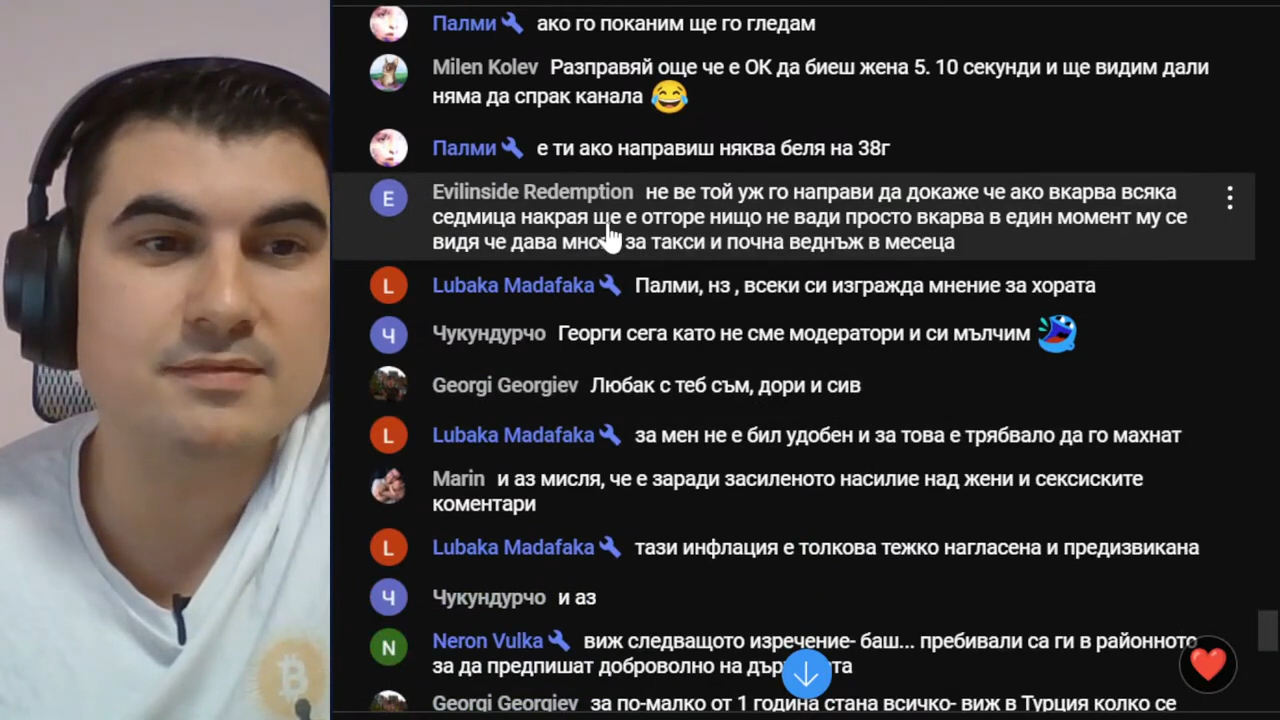 Палми ако го поканим ще го гледам
Milen Kolev Разправяй още че е ОК да биеш жена 5. 10 секунди и ще видим дали
няма да спрак канала 😂
Палми е ти ако направиш няква беля на 38г
E Evilinside Redemption не ве той уж го направи да докаже че ако вкарва всяка
седмица накрая ще е отгоре нищо не вади просто вкарва в един момент му се
видя че дава много за такси и почна веднъж в месеца
L Lubaka Madafaka Палми, нз , всеки си изгражда мнение за хората
Ч Чукундурчо Георги сега като не сме модератори и си мълчим
Georgi Georgiev Любак с теб съм, дори и сив
L Lubaka Madafaka за мен не е бил удобен и за това е трябвало да го махнат
Marin и аз мисля, че е заради засиленото насилие над жени и сексиските
коментари
L Lubaka Madafaka тази инфлация е толкова тежко нагласена и предизвикана
Ч Чукундурчо и аз
N Neron Vulka виж следващото изречение- баш... пребивали са ги в районното
за да предпишат доброволно на
Georgi Georgiev за по-малко от 1 година стана всичко- виж в Турция колко се